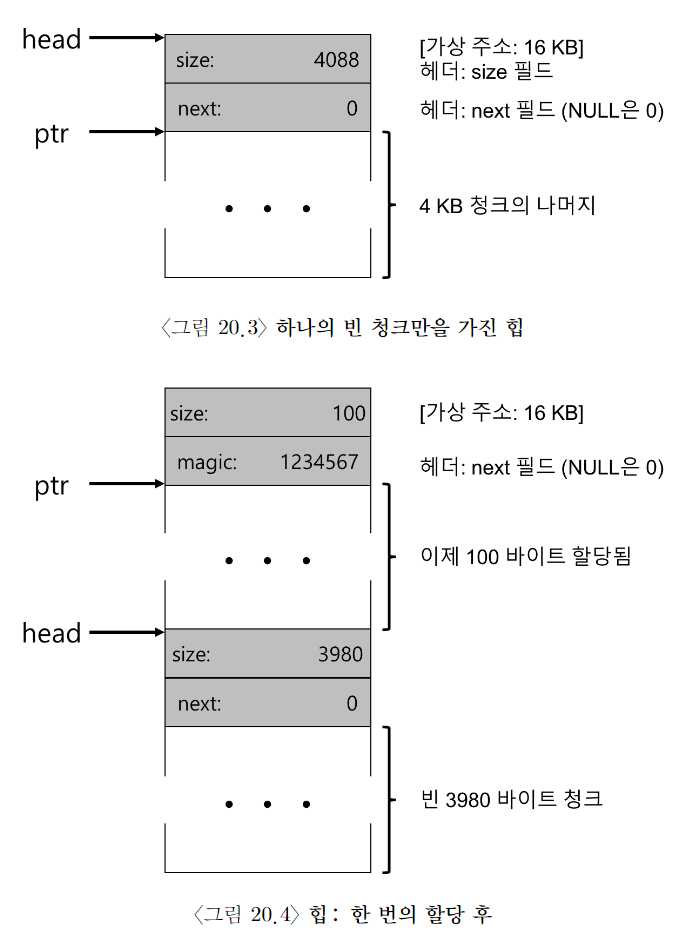 head
size: 4088
[가상 주소: 16 KB]
헤더: size 필드
next: 0
헤더: next 필드 (NULL은 0)
ptr
• • •
4 KB 청크의 나머지
〈그림 20.3〉 하나의 빈 청크만을 가진 힙
size: 100
[가상 주소: 16 KB]
magic: 1234567
헤더: next 필드 (NULL은 0)
ptr
• • •
이제 100 바이트 할당됨
head
size: 3980
next: 0
• • •
빈 3980 바이트 청크
〈그림 20.4〉 힙: 한 번의 할당 후